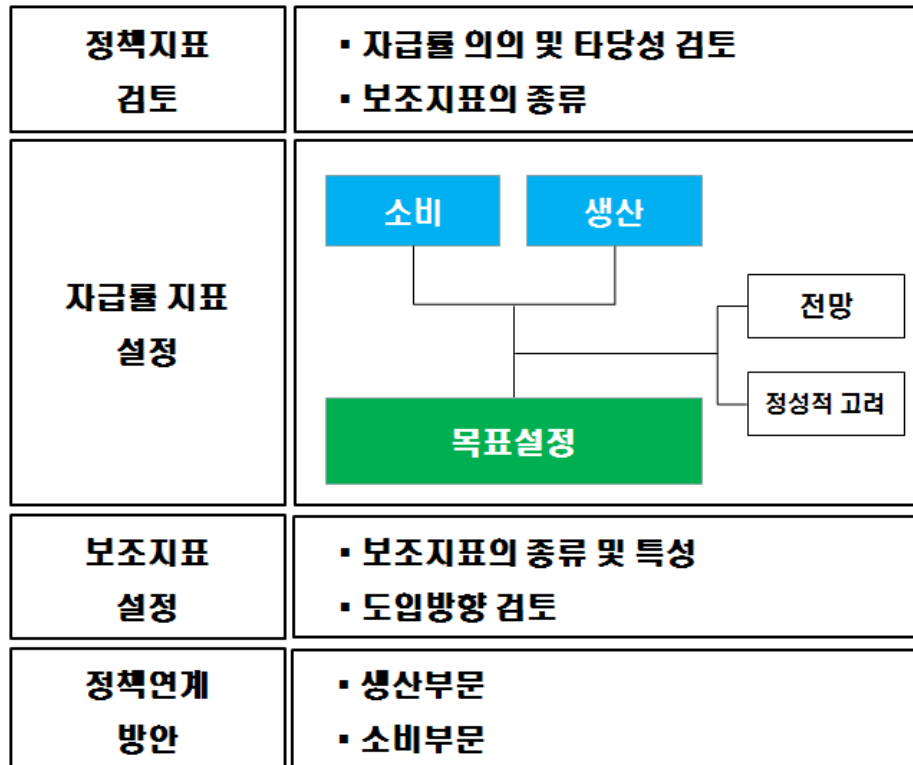 정책지표
검토
▪ 자급률 의의 및 타당성 검토
▪ 보조지표의 종류
자급률 지표
설정
소비
생산
전망
정성적 고려
목표설정
보조지표
설정
▪ 보조지표의 종류 및 특성
▪ 도입방향 검토
정책연계
방안
▪ 생산부문
▪ 소비부문